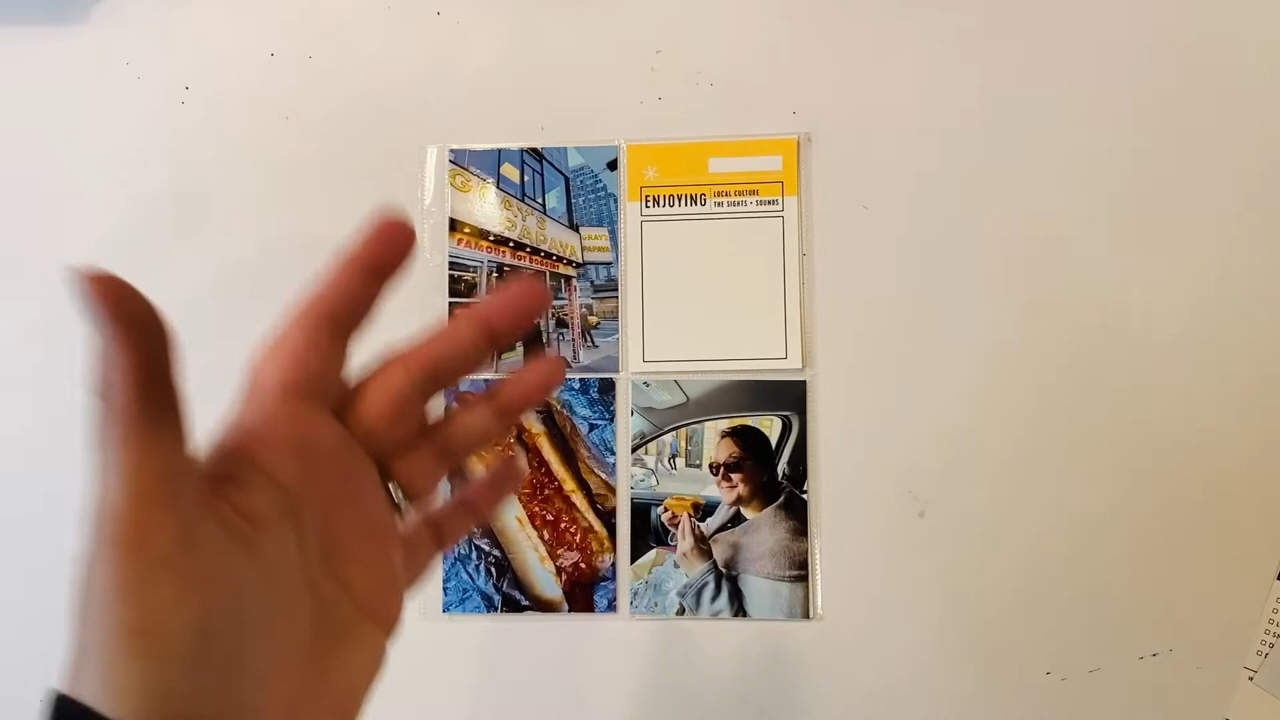 GRAY'S
PAPAYA
GRAY'S
PAPAYA
FAMOUS HOT DOGGERY
ENJOYING
LOCAL CULTURE
THE SIGHTS + SOUNDS